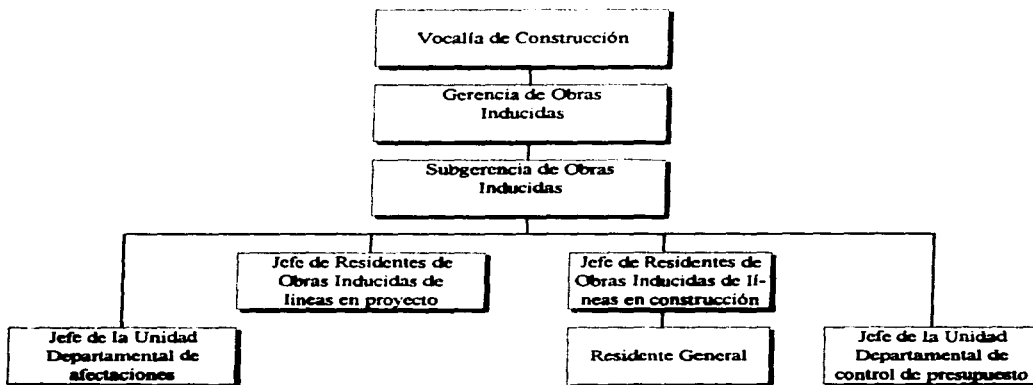 Vocalía de Construcción
Gerencia de Obras
Inducidas
Subgerencia de Obras
Inducidas
Jefe de Residentes de
Obras Inducidas de
líneas en proyecto
Jefe de Residentes de
Obras Inducidas de lí-
neas en construcción
Jefe de la Unidad
Departamental de
afectaciones
Residente General
Jefe de la Unidad
Departamental de
control de presupuesto